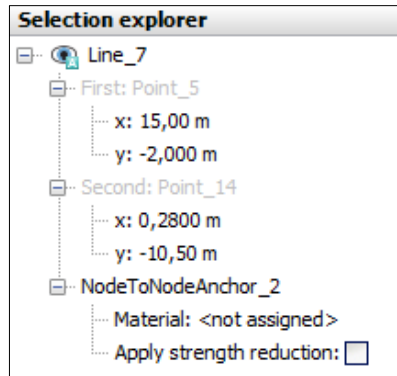 Selection explorer
Line_7
First: Point_5
x: 15,00 m
y: -2,000 m
Second: Point_14
x: 0,2800 m
y: -10,50 m
NodeToNodeAnchor_2
Material: <not assigned>
Apply strength reduction: